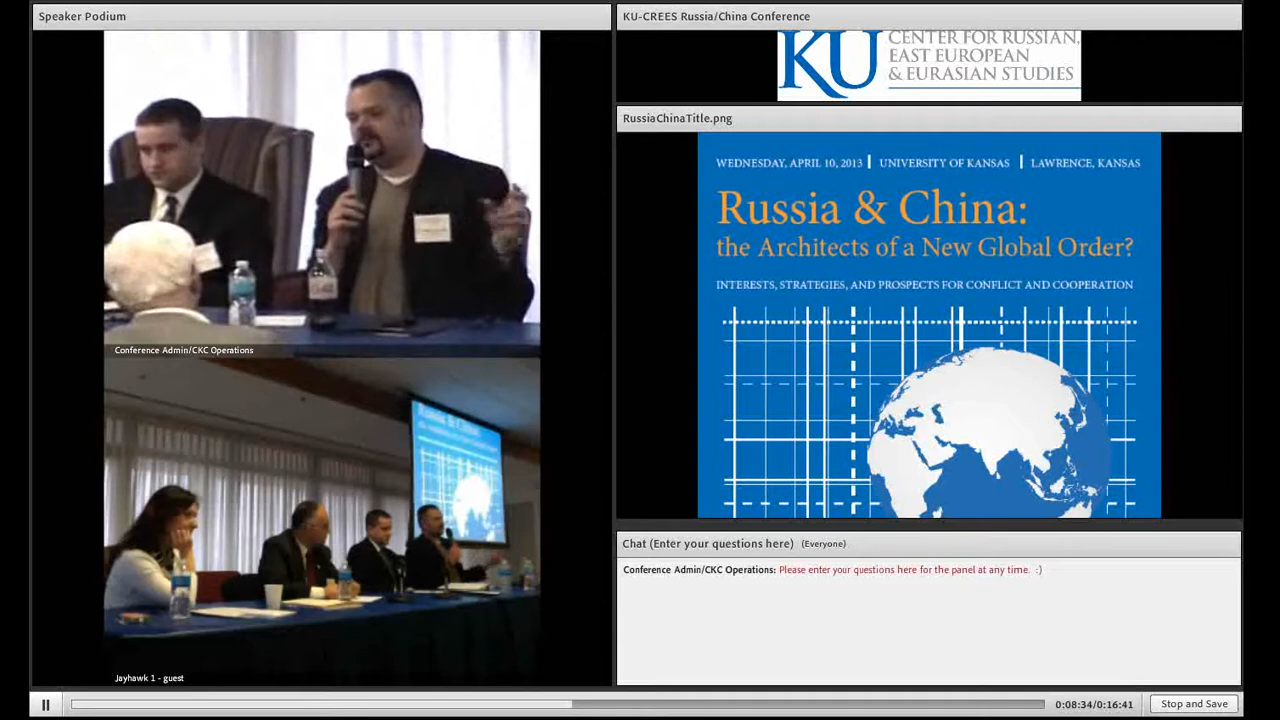 Speaker Podium
Conference Admin/CKC Operations
Jayhawk 1 - guest
KU-CREES Russia/China Conference
KU
CENTER FOR RUSSIAN,
EAST EUROPEAN
& EURASIAN STUDIES
RussiaChinaTitle.png
WEDNESDAY, APRIL 10, 2013 | UNIVERSITY OF KANSAS | LAWRENCE, KANSAS
Russia & China:
the Architects of a New Global Order?
INTERESTS, STRATEGIES, AND PROSPECTS FOR CONFLICT AND COOPERATION
Chat (Enter your questions here) (Everyone)
Conference Admin/CKC Operations: Please enter your questions here for the panel at any time. :)
0:08:34/0:16:41
Stop and Save